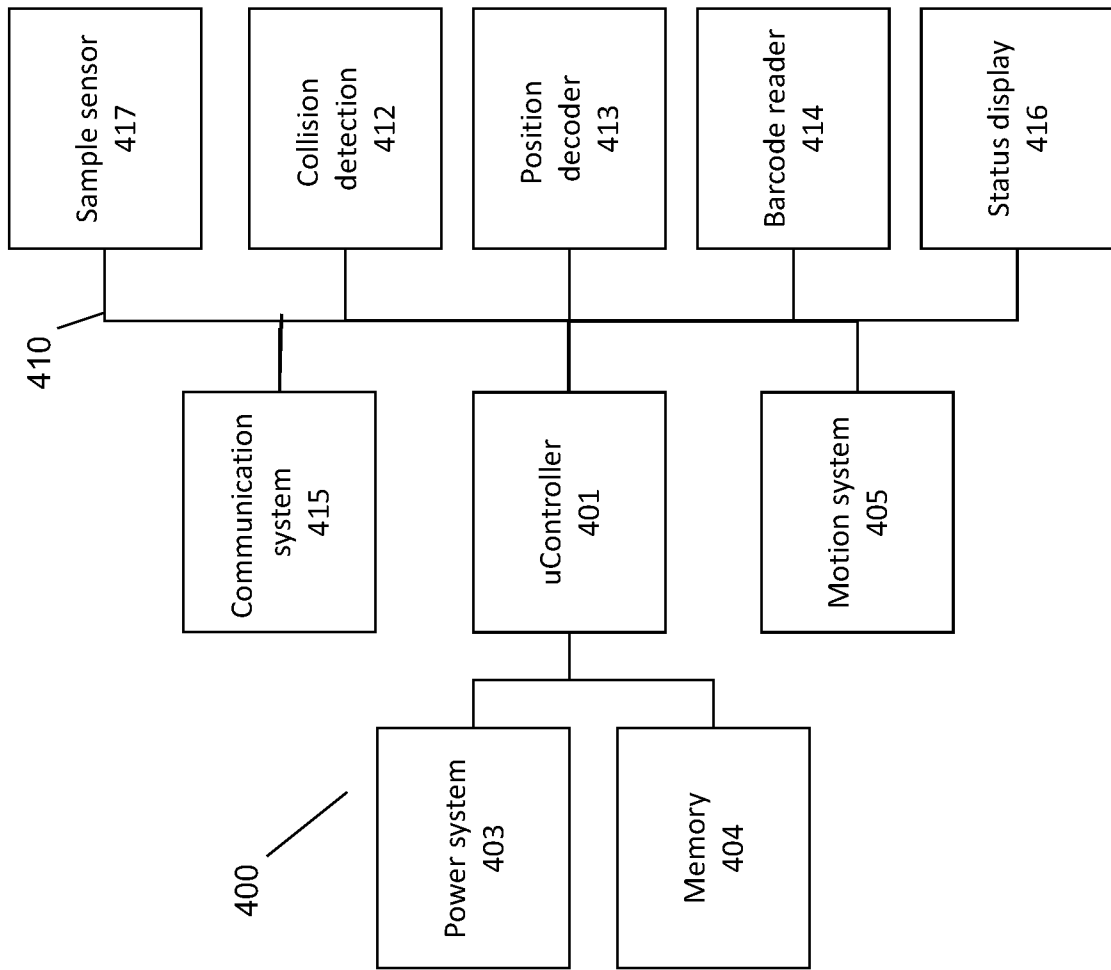 400
410
Power system
403
Memory
404
Communication
system
415
uController
401
Motion system
405
Sample sensor
417
Collision
detection
412
Position
decoder
413
Barcode reader
414
Status display
416